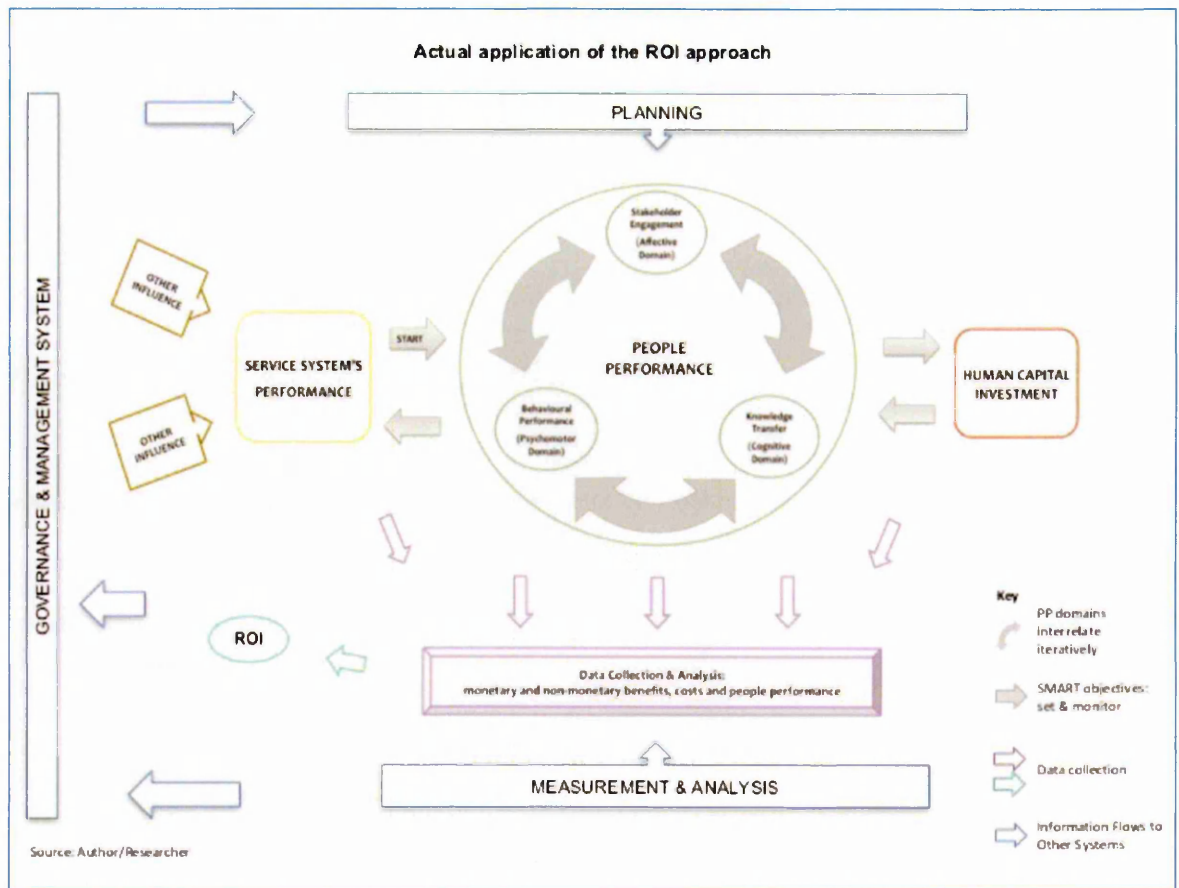 Actual application of the ROI approach
PLANNING
GOVERNANCE & MANAGEMENT SYSTEM
Stakeholder
Engagement
(Affective
Domain)
OTHER
INFLUENCE
START
SERVICE SYSTEM'S
PERFORMANCE
PEOPLE
PERFORMANCE
HUMAN CAPITAL
INVESTMENT
OTHER
INFLUENCE
Behavioural
Performance
(Psychomotor
Domain)
Knowledge
Transfer
(Cognitive
Domain)
ROI
Data Collection & Analysis:
monetary and non-monetary benefits, costs and people performance
MEASUREMENT & ANALYSIS
Key
PP domains
interrelate
iteratively
SMART objectives:
set & monitor
Data collection
Information Flows to
Other Systems
Source: Author/Researcher